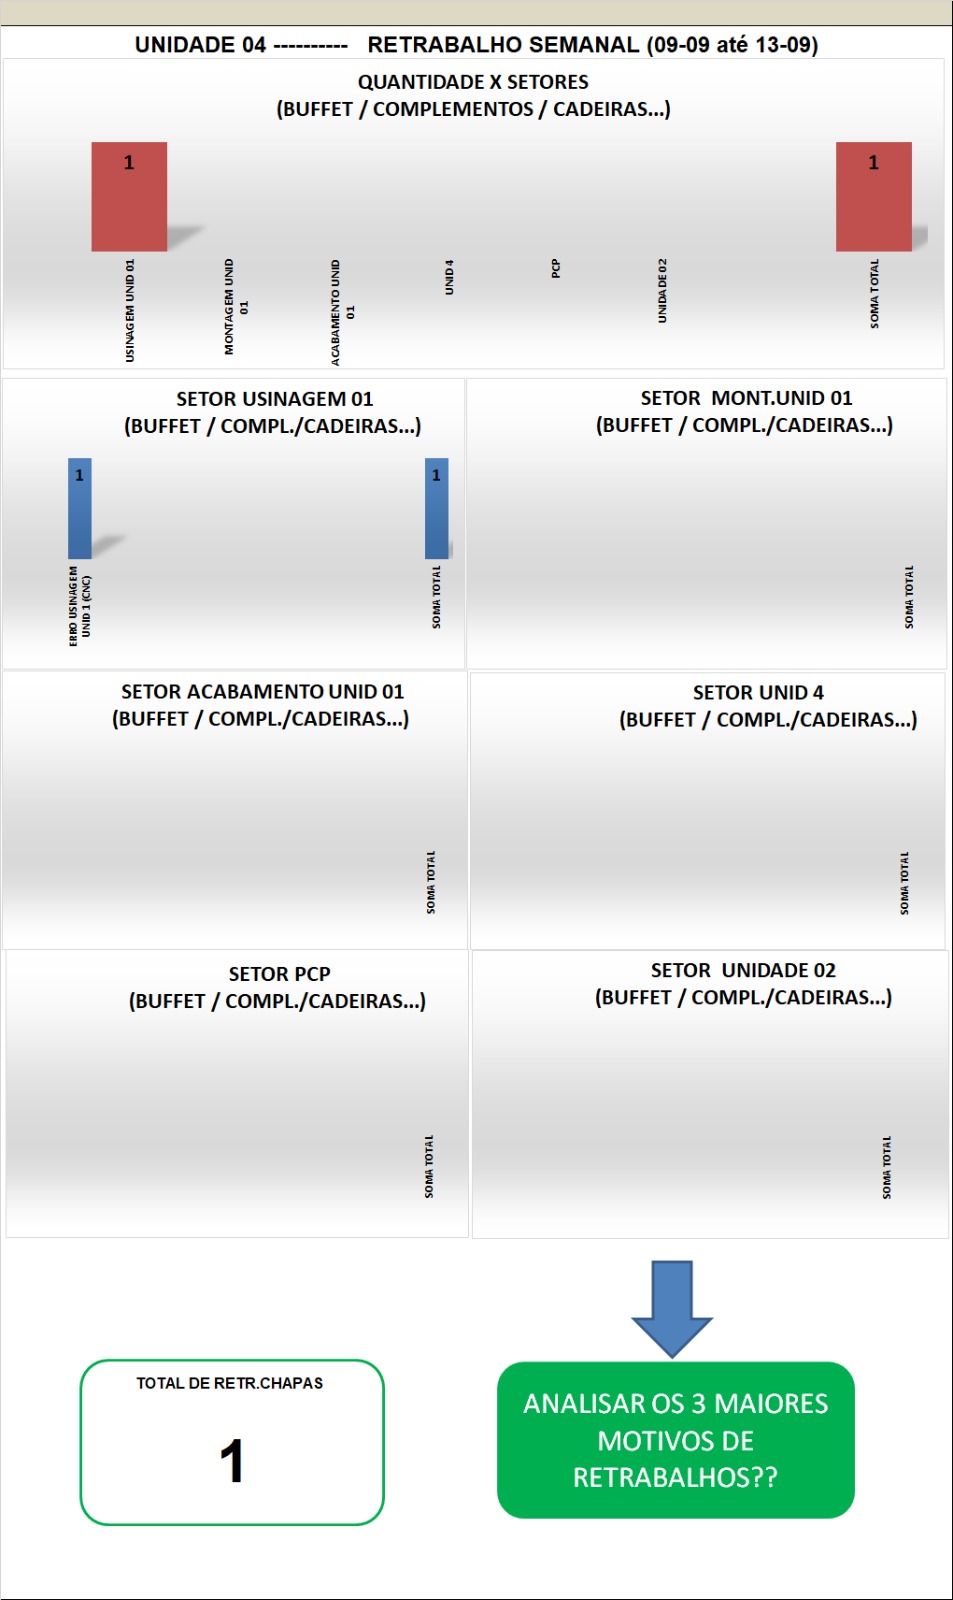 UNIDADE 04 ---------- RETRABALHO SEMANAL (09-09 até 13-09)
QUANTIDADE X SETORES
(BUFFET / COMPLEMENTOS / CADEIRAS...)
1
1
USINAGEM UNID 01
MONTAGEM UNID
01
ACABAMENTO UNID
01
UNID 4
PCP
UNIDADE 02
SOMA TOTAL
SETOR USINAGEM 01
(BUFFET / COMPL./CADEIRAS...)
1
1
ERRO USINAGEM
UNID 1 (CNC)
SOMA TOTAL
SETOR MONT.UNID 01
(BUFFET / COMPL./CADEIRAS...)
SOMA TOTAL
SETOR ACABAMENTO UNID 01
(BUFFET / COMPL./CADEIRAS...)
SOMA TOTAL
SETOR UNID 4
(BUFFET / COMPL./CADEIRAS...)
SOMA TOTAL
SETOR PCP
(BUFFET / COMPL./CADEIRAS...)
SOMA TOTAL
SETOR UNIDADE 02
(BUFFET / COMPL./CADEIRAS...)
SOMA TOTAL
TOTAL DE RETR.CHAPAS
1
ANALISAR OS 3 MAIORES
MOTIVOS DE
RETRABALHOS??